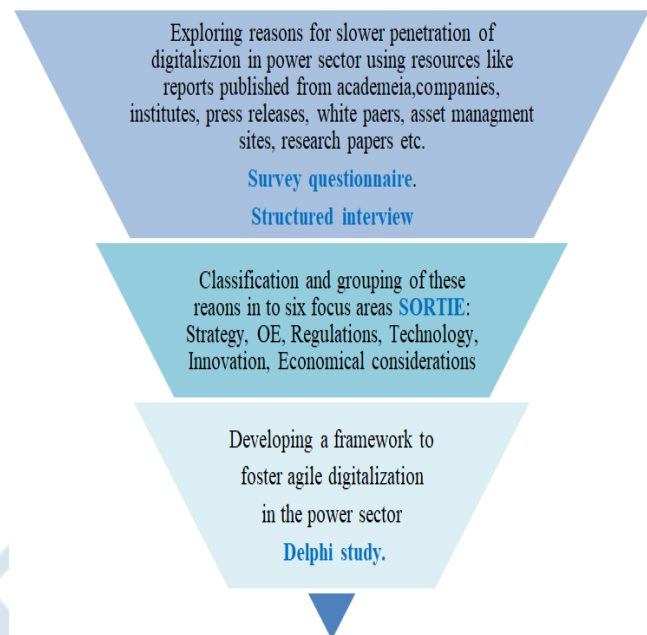 Exploring reasons for slower penetration of
digitaliszion in power sector using resources like
reports published from academeia,companies,
institutes, press releases, white paers, asset managment
sites, research papers etc.
Survey questionnaire.
Structured interview
Classification and grouping of these
reaons in to six focus areas SORTIE:
Strategy, OE, Regulations, Technology,
Innovation, Economical considerations
Developing a framework to
foster agile digitalization
in the power sector
Delphi study.